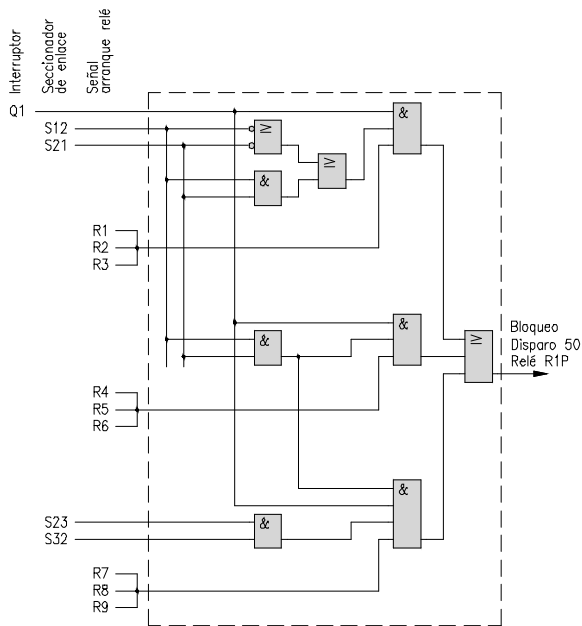 Interruptor
Seccionador
de enlace
Señal
arranque relé
Q1
S12
S21
≥
&
≥
&
R1
R2
R3
&
&
≥
Bloqueo
Disparo 50
Relé R1P
R4
R5
R6
&
S23
S32
&
R7
R8
R9